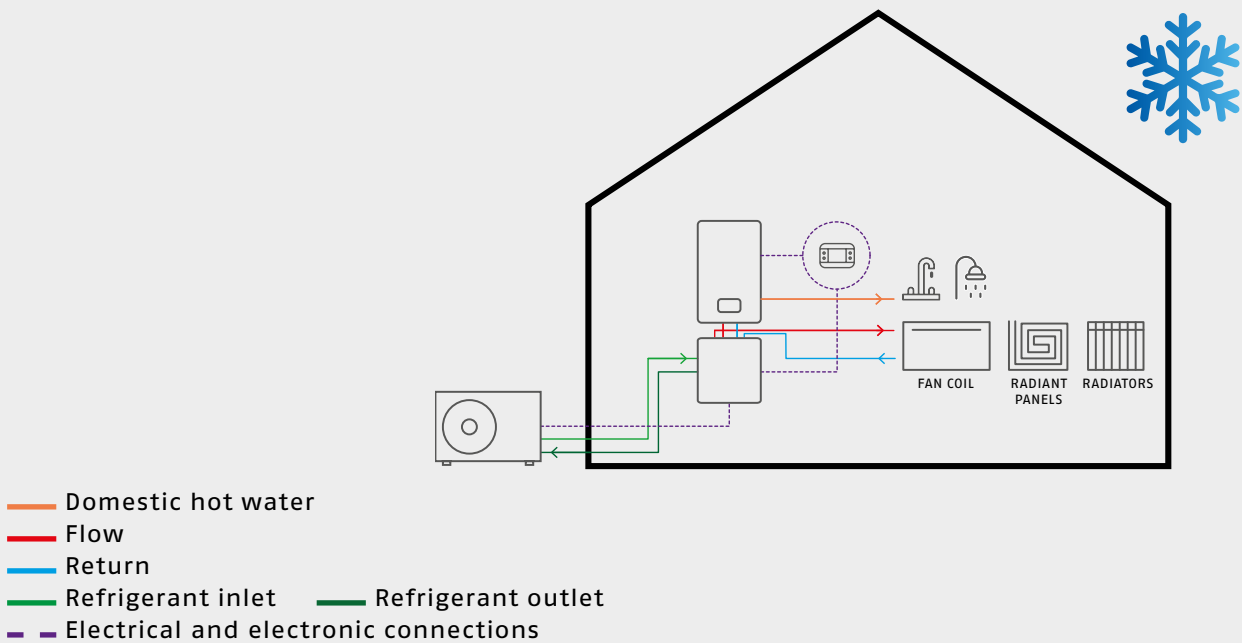 FAN COIL
RADIANT
PANELS
RADIATORS
Domestic hot water
Flow
Return
Refrigerant inlet
Refrigerant outlet
Electrical and electronic connections